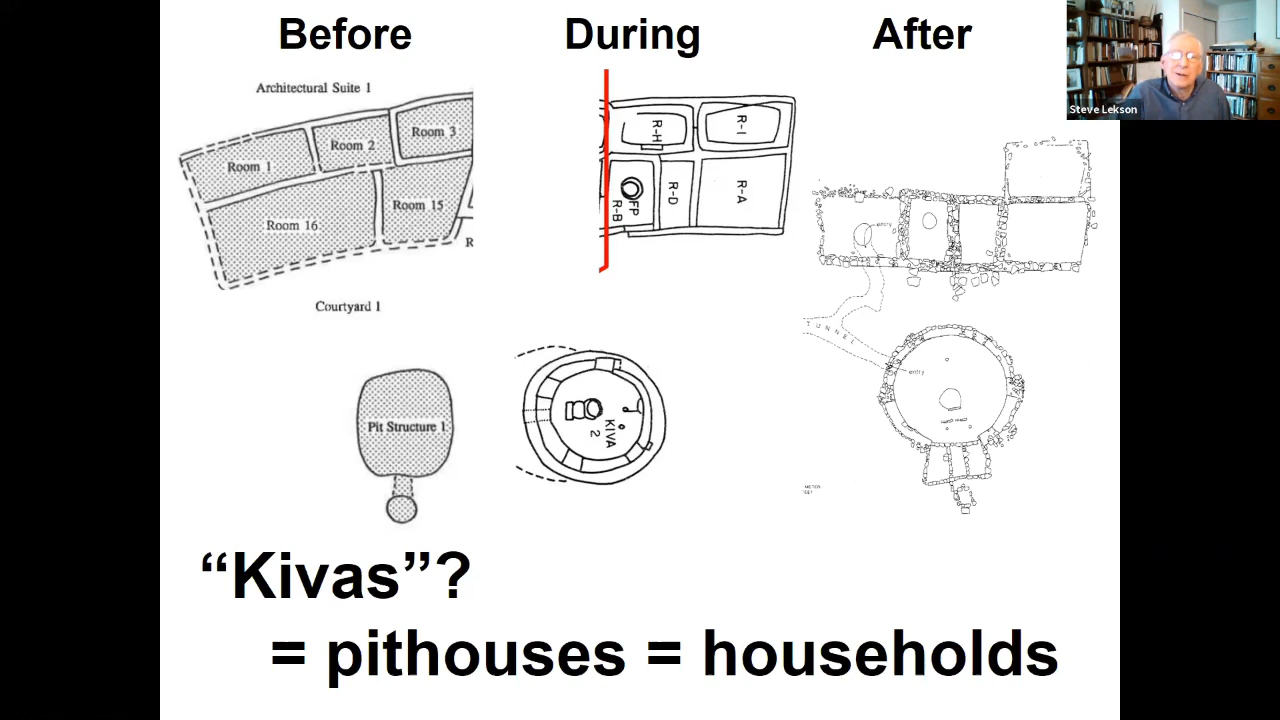 Before
During
After
Steve Lekson
Architectural Suite 1
Room 1
Room 2
Room 3
Room 16
Room 15
R
Courtyard 1
Pit Structure 1
R-H
R-I
FP
R-B
R-D
R-A
KIVA
2
entry
TUNNEL
entry
METER
“Kivas”?
= pithouses = households